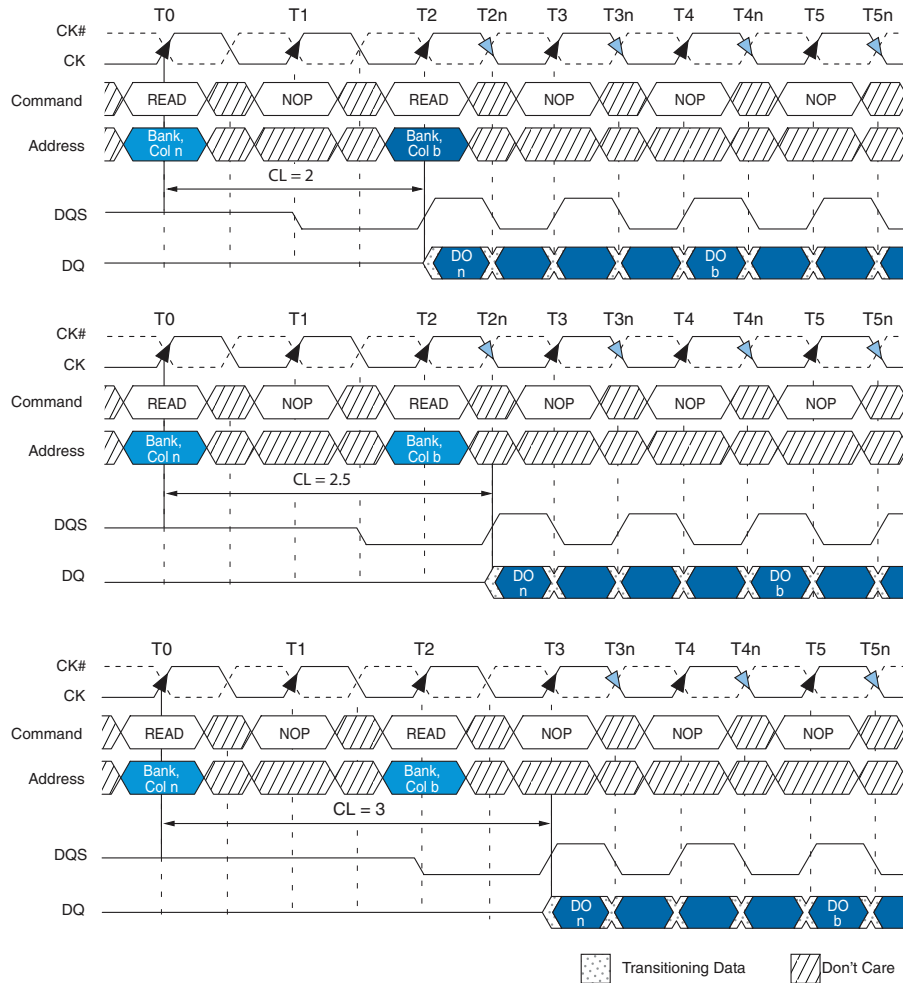 T0 T1 T2 T2n T3 T3n T4 T4n T5 T5n
CK#
CK
Command READ NOP READ NOP NOP NOP
Address Bank, Col n Bank, Col b
CL = 2
DQS
DQ DO n DO b
T0 T1 T2 T2n T3 T3n T4 T4n T5 T5n
CK#
CK
Command READ NOP READ NOP NOP NOP
Address Bank, Col n Bank, Col b
CL = 2.5
DQS
DQ DO n DO b
T0 T1 T2 T3 T3n T4 T4n T5 T5n
CK#
CK
Command READ NOP READ NOP NOP NOP
Address Bank, Col n Bank, Col b
CL = 3
DQS
DQ DO n DO b
Transitioning Data Don't Care